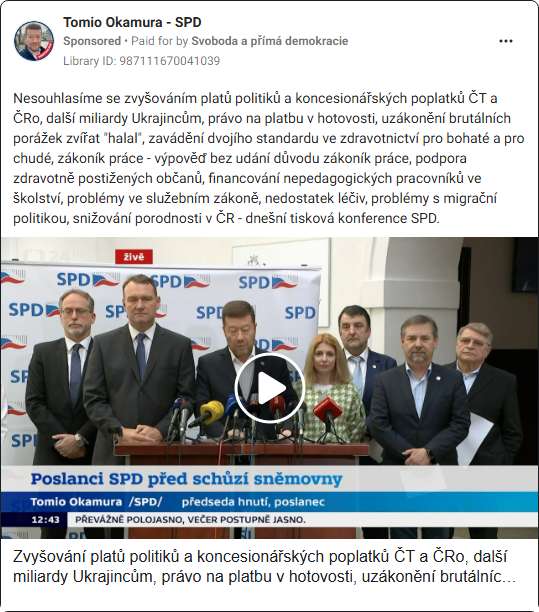 Tomio Okamura - SPD
Sponsored • Paid for by Svoboda a přímá demokracie
Library ID: 987111670041039
Nesouhlasíme se zvyšováním platů politiků a koncesionářských poplatků ČT a
ČRo, další miliardy Ukrajincům, právo na platbu v hotovosti, uzákonění brutálních
porážek zvířat "halal", zavádění dvojího standardu ve zdravotnictví pro bohaté a pro
chudé, zákoník práce - výpověď bez udání důvodu zákoník práce, podpora
zdravotně postižených občanů, financování nepedagogických pracovníků ve
školství, problémy ve služebním zákoně, nedostatek léčiv, problémy s migrační
politikou, snižování porodnosti v ČR - dnešní tisková konference SPD.
živě
SPD SPD SPD
SPD
Poslanci SPD před schůzí sněmovny
Tomio Okamura /SPD/ předseda hnutí, poslanec
12:43 PŘEVÁŽNĚ POLOJASNO, VEČER POSTUPNĚ JASNO.
Zvyšování platů politiků a koncesionářských poplatků ČT a ČRo, další
miliardy Ukrajincům, právo na platbu v hotovosti, uzákonění brutálníc…